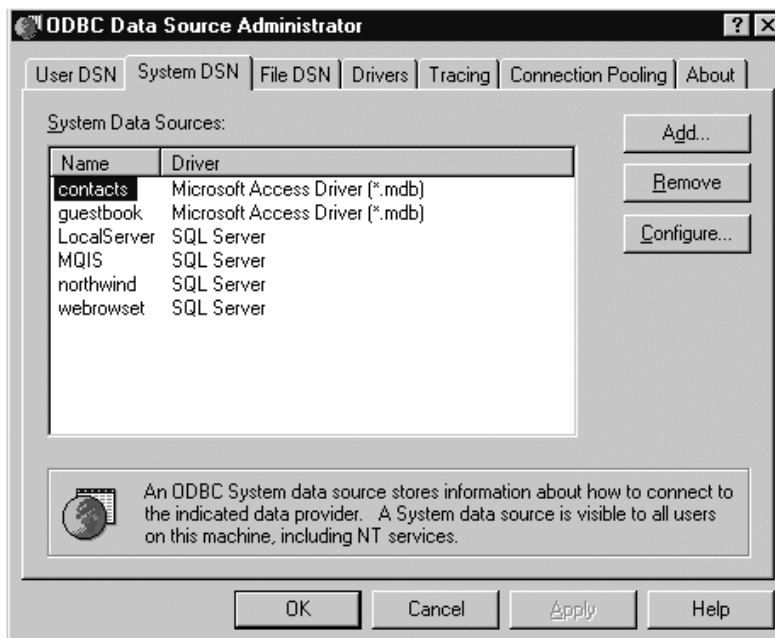 ODBC Data Source Administrator
User DSN System DSN File DSN Drivers Tracing Connection Pooling About
System Data Sources:
Add...
Name Driver
contacts Microsoft Access Driver (*.mdb)
Remove
guestbook Microsoft Access Driver (*.mdb)
LocalServer SQL Server
Configure...
MQIS SQL Server
northwind SQL Server
webrowset SQL Server
An ODBC System data source stores information about how to connect to
the indicated data provider. A System data source is visible to all users
on this machine, including NT services.
OK Cancel Apply Help